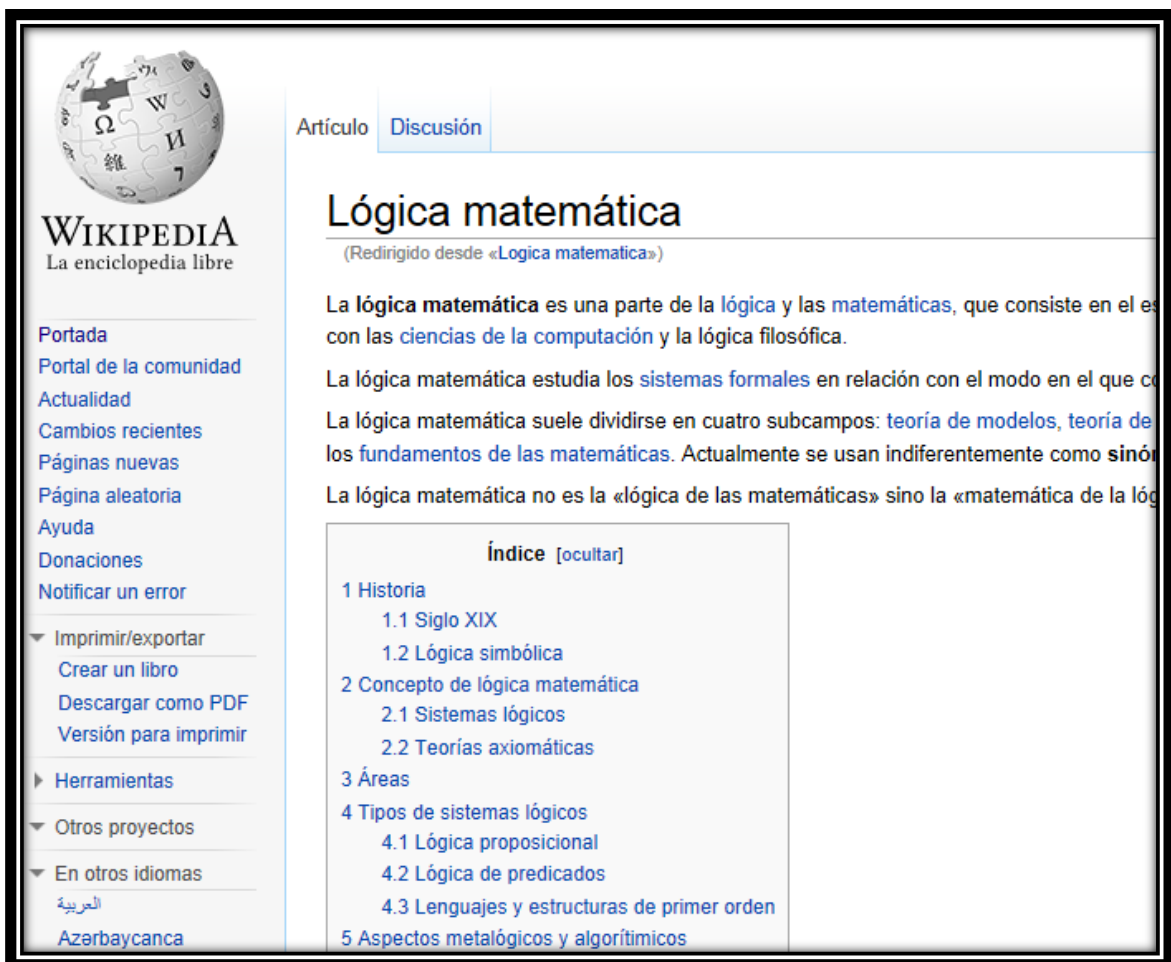 WIKIPEDIA
La enciclopedia libre
Portada
Portal de la comunidad
Actualidad
Cambios recientes
Páginas nuevas
Página aleatoria
Ayuda
Donaciones
Notificar un error
Imprimir/exportar
Crear un libro
Descargar como PDF
Versión para imprimir
Herramientas
Otros proyectos
En otros idiomas
العربية
Azərbaycanca
Artículo Discusión
Lógica matemática
(Redirigido desde «Logica matematica»)
La lógica matemática es una parte de la lógica y las matemáticas, que consiste en el
con las ciencias de la computación y la lógica filosófica.
La lógica matemática estudia los sistemas formales en relación con el modo en el que
La lógica matemática suele dividirse en cuatro subcampos: teoría de modelos, teoría de
los fundamentos de las matemáticas. Actualmente se usan indiferentemente como
La lógica matemática no es la «lógica de las matemáticas» sino la «matemática de la
Índice [ocultar]
1 Historia
1.1 Siglo XIX
1.2 Lógica simbólica
2 Concepto de lógica matemática
2.1 Sistemas lógicos
2.2 Teorías axiomáticas
3 Áreas
4 Tipos de sistemas lógicos
4.1 Lógica proposicional
4.2 Lógica de predicados
4.3 Lenguajes y estructuras de primer orden
5 Aspectos metalógicos y algorítimicos